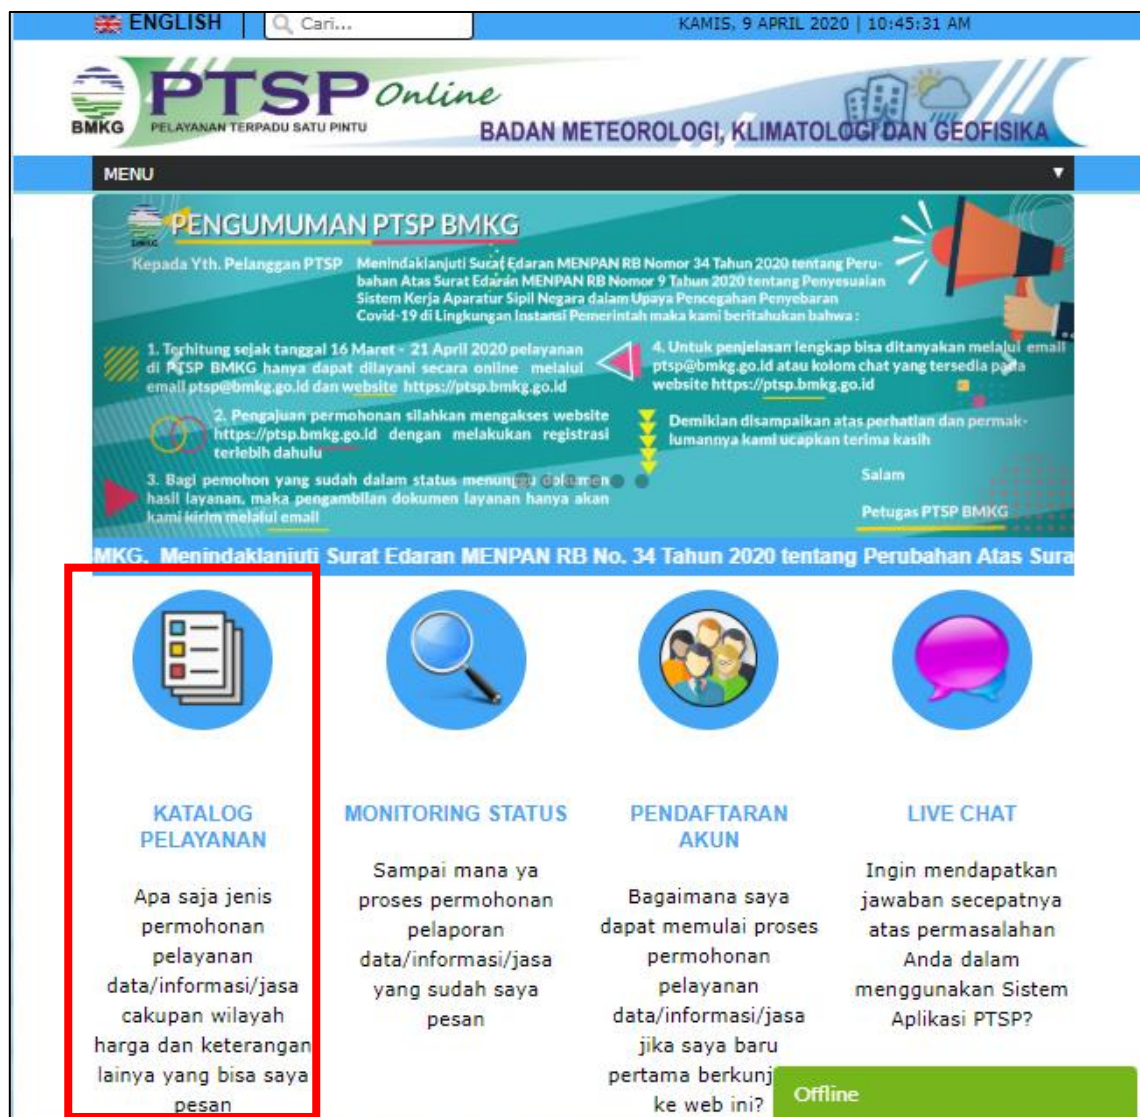 ENGLISH
Cari...
KAMIS, 9 APRIL 2020 | 10:45:31 AM
BMKG
PTSP Online
PELAYANAN TERPADU SATU PINTU
BADAN METEOROLOGI, KLIMATOLOGI DAN GEOFISIKA
MENU
BMKG
PENGUMUMAN PTSP BMKG
Kepada Yth. Pelanggan PTSP
Menindaklanjuti Surat Edaran MENPAN RB Nomor 34 Tahun 2020 tentang Peru-
bahan Atas Surat Edaran MENPAN RB Nomor 9 Tahun 2020 tentang Penyesuaian
Sistem Kerja Aparatur Sipil Negara dalam Upaya Pencegahan Penyebaran
Covid-19 di Lingkungan Instansi Pemerintah maka kami beritahukan bahwa :
1. Terhitung sejak tanggal 16 Maret - 21 April 2020 pelayanan
di PTSP BMKG hanya dapat dilayani secara online melalui
email ptsp@bmkg.go.id dan website https://ptsp.bmkg.go.id
2. Pengajuan permohonan silahkan mengakses website
https://ptsp.bmkg.go.id dengan melakukan registrasi
terlebih dahulu
3. Bagi pemohon yang sudah dalam status menunggu dokumen
hasil layanan, maka pengambilan dokumen layanan hanya akan
kami kirim melalui email
4. Untuk penjelasan lengkap bisa ditanyakan melalui email
ptsp@bmkg.go.id atau kolom chat yang tersedia pada
website https://ptsp.bmkg.go.id
Demikian disampaikan atas perhatian dan permak-
lumannya kami ucapkan terima kasih
Salam
Petugas PTSP BMKG
MKG, Menindaklanjuti Surat Edaran MENPAN RB No. 34 Tahun 2020 tentang Perubahan Atas Sura
KATALOG
PELAYANAN
Apa saja jenis
permohonan
pelayanan
data/informasi/jasa
cakupan wilayah
harga dan keterangan
lainya yang bisa saya
pesan
MONITORING STATUS
Sampai mana ya
proses permohonan
pelaporan
data/informasi/jasa
yang sudah saya
pesan
PENDAFTARAN
AKUN
Bagaimana saya
dapat memulai proses
permohonan
pelayanan
data/informasi/jasa
jika saya baru
pertama berkunj
ke web ini?
LIVE CHAT
Ingin mendapatkan
jawaban secepatnya
atas permasalahan
Anda dalam
menggunakan Sistem
Aplikasi PTSP?
Offline